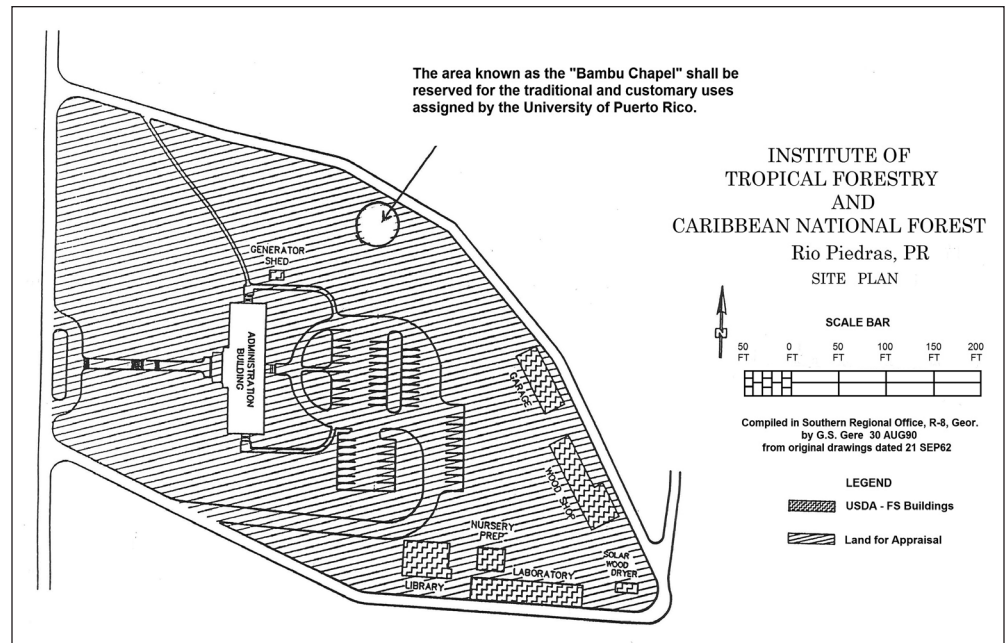 The area known as the "Bambu Chapel" shall be
reserved for the traditional and customary uses
assigned by the University of Puerto Rico.
INSTITUTE OF
TROPICAL FORESTRY
AND
CARIBBEAN NATIONAL FOREST
Rio Piedras, PR
SITE PLAN
GENERATOR
SHED
ADMINISTRATION
BUILDING
GARAGE
WOOD SHOP
NURSERY
PREP
LIBRARY
LABORATORY
SOLAR
WOOD
DRYER
N
SCALE BAR
50 0 50 100 150 200
FT FT FT FT FT FT
Compiled in Southern Regional Office, R-8, Geor.
by G.S. Gere 30 AUG90
from original drawings dated 21 SEP62
LEGEND
USDA - FS Buildings
Land for Appraisal